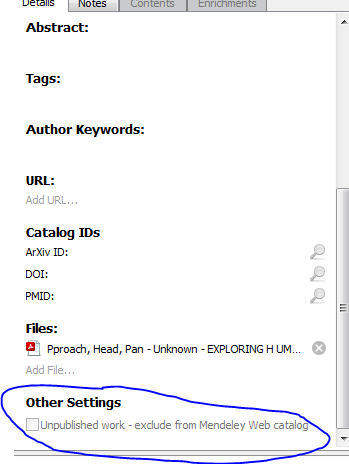 Details Notes Contents Enrichments
Abstract:
Tags:
Author Keywords:
URL:
Add URL...
Catalog IDs
ArXiv ID:
DOI:
PMID:
Files:
Pproach, Head, Pan - Unknown - EXPLORING H UM...
Add File...
Other Settings
Unpublished work - exclude from Mendeley Web catalog